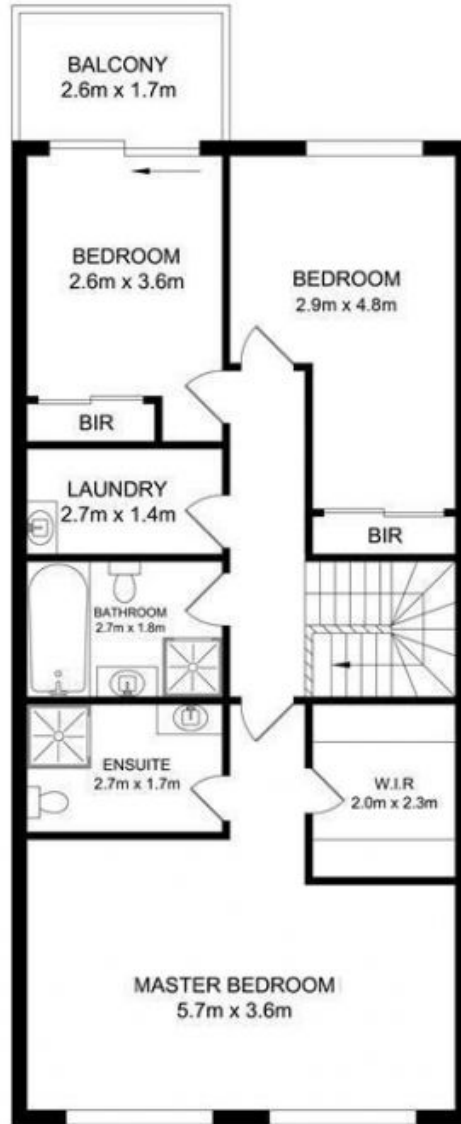 BALCONY
2.6m x 1.7m
BEDROOM
2.6m x 3.6m
BEDROOM
2.9m x 4.8m
BIR
LAUNDRY
2.7m x 1.4m
BIR
BATHROOM
2.7m x 1.8m
ENSUITE
2.7m x 1.7m
W.I.R
2.0m x 2.3m
MASTER BEDROOM
5.7m x 3.6m